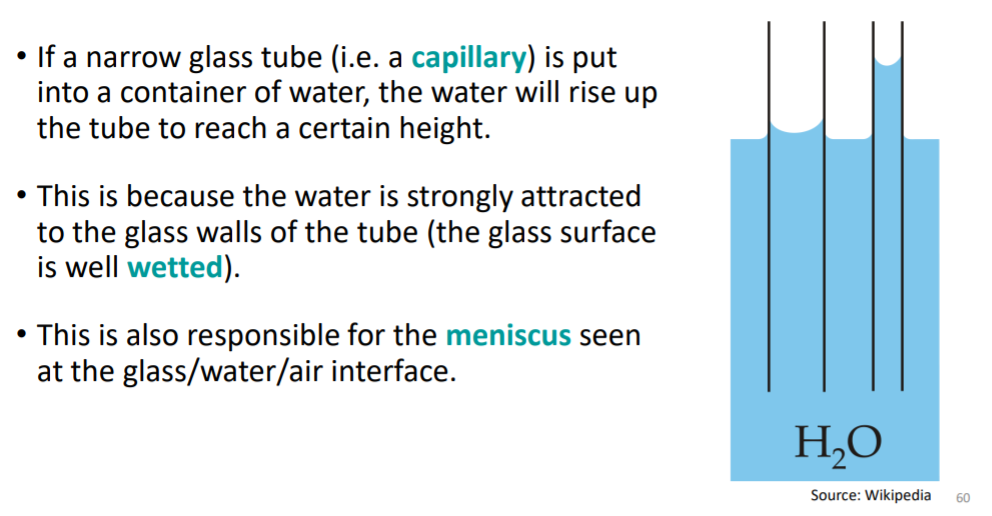 • If a narrow glass tube (i.e. a capillary) is put
into a container of water, the water will rise up
the tube to reach a certain height.
• This is because the water is strongly attracted
to the glass walls of the tube (the glass surface
is well wetted).
• This is also responsible for the meniscus seen
at the glass/water/air interface.
H₂O
Source: Wikipedia
60